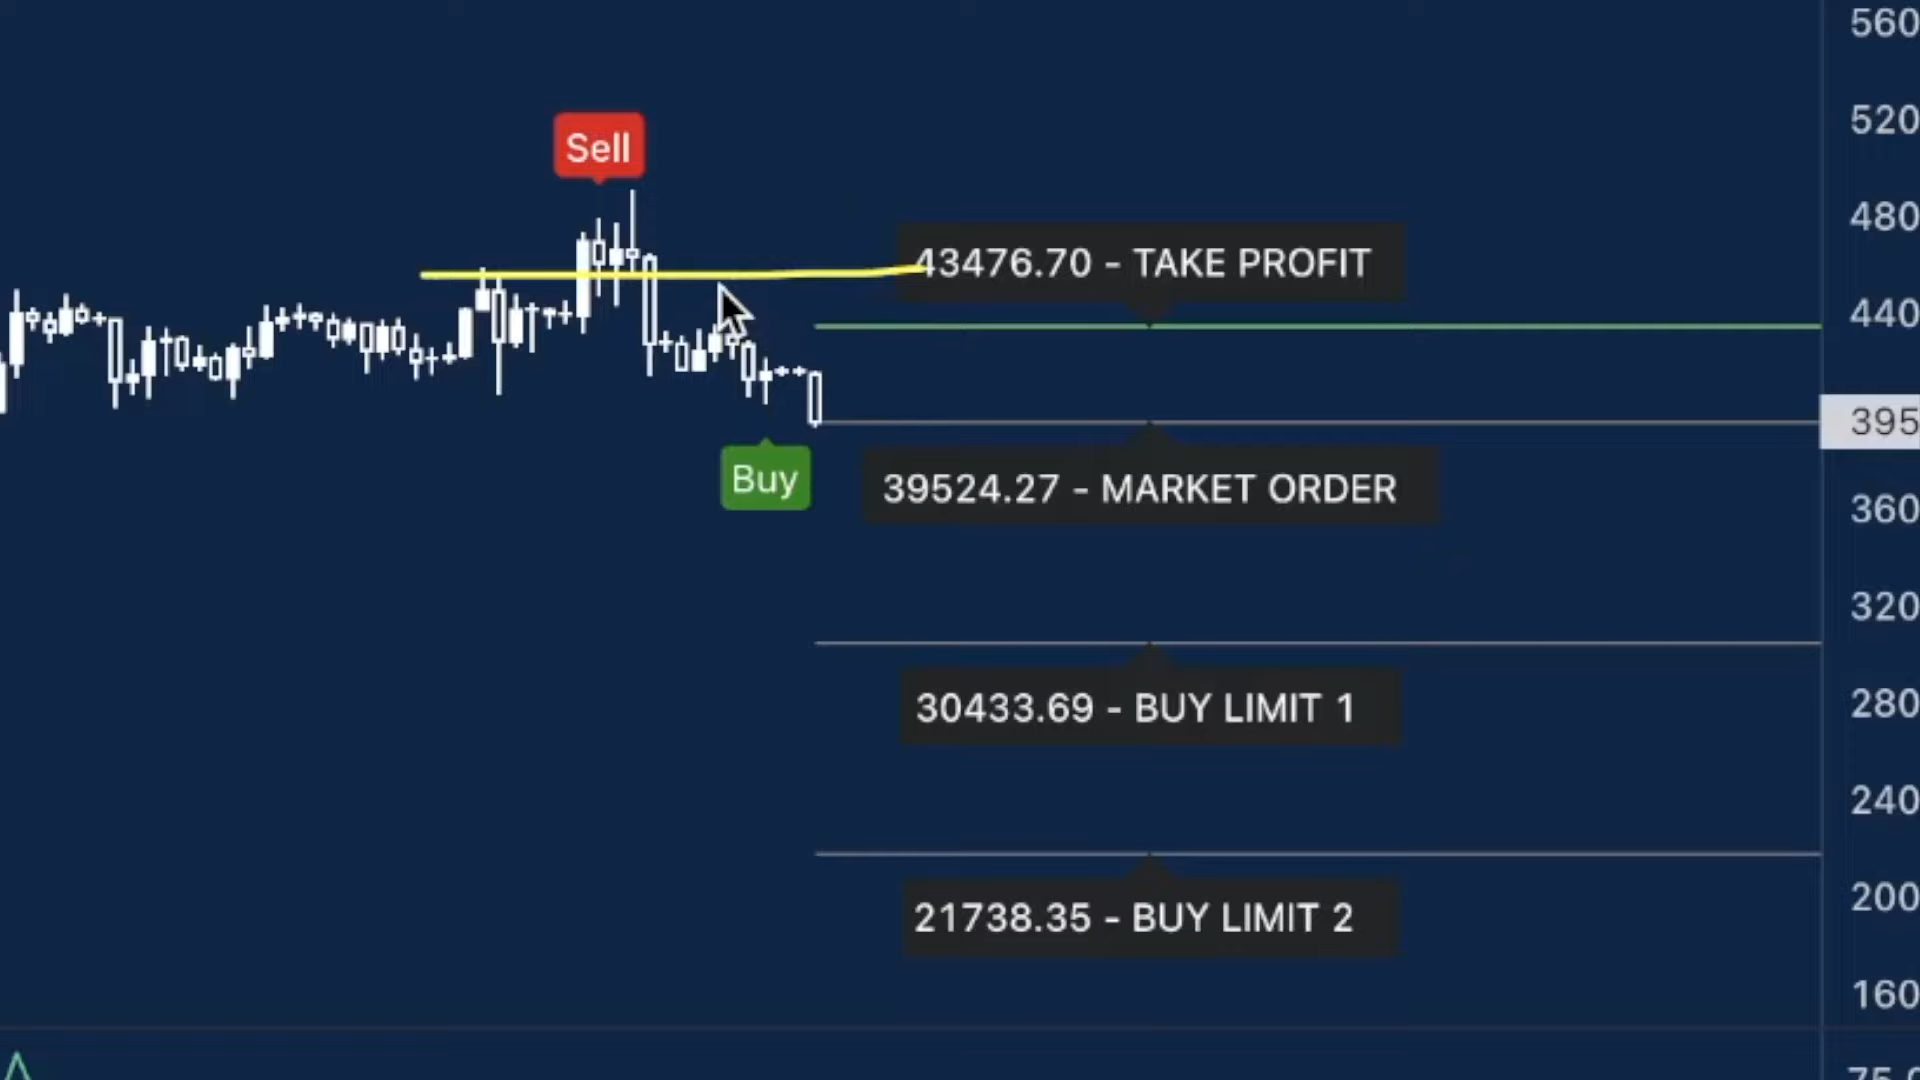 560
520
Sell
480
43476.70 - TAKE PROFIT
440
395
Buy
39524.27 - MARKET ORDER
360
320
30433.69 - BUY LIMIT 1
280
240
21738.35 - BUY LIMIT 2
200
160